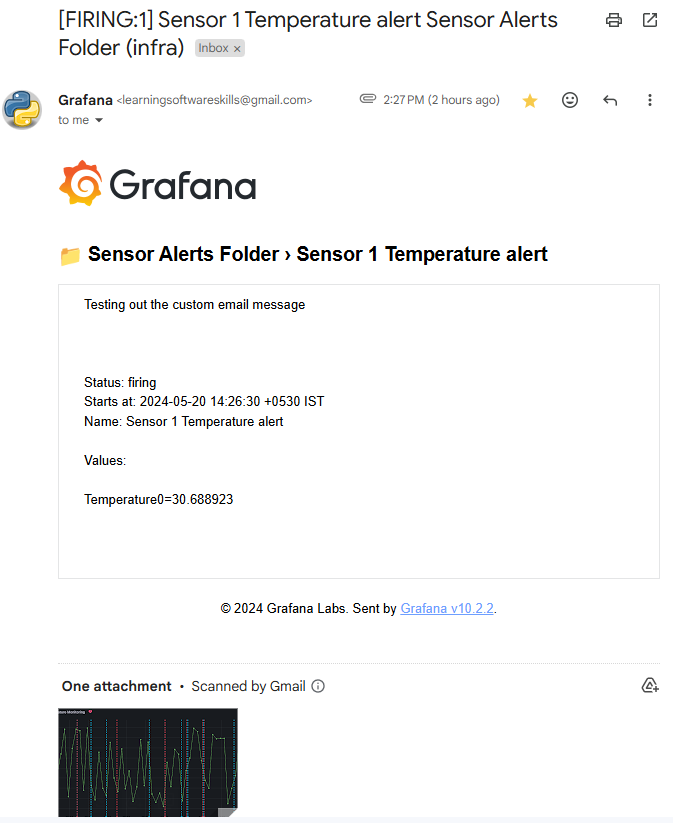 [FIRING:1] Sensor 1 Temperature alert Sensor Alerts
Folder (infra) Inbox ×
Grafana <learningsoftwareskills@gmail.com> 2:27 PM (2 hours ago)
to me
Grafana
Sensor Alerts Folder › Sensor 1 Temperature alert
Testing out the custom email message
Status: firing
Starts at: 2024-05-20 14:26:30 +0530 IST
Name: Sensor 1 Temperature alert
Values:
Temperature0=30.688923
© 2024 Grafana Labs. Sent by Grafana v10.2.2.
One attachment • Scanned by Gmail
Monitoring